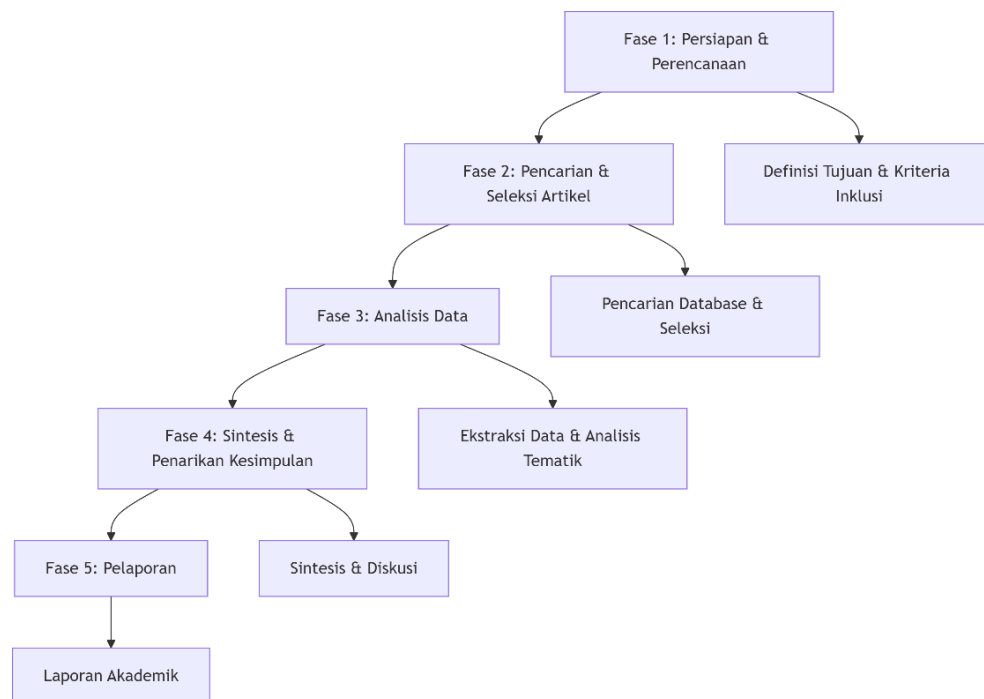 Fase 1: Persiapan &
Perencanaan
Fase 2: Pencarian &
Seleksi Artikel
Definisi Tujuan & Kriteria
Inklusi
Fase 3: Analisis Data
Pencarian Database &
Seleksi
Fase 4: Sintesis &
Penarikan Kesimpulan
Ekstraksi Data & Analisis
Tematik
Fase 5: Pelaporan
Sintesis & Diskusi
Laporan Akademik